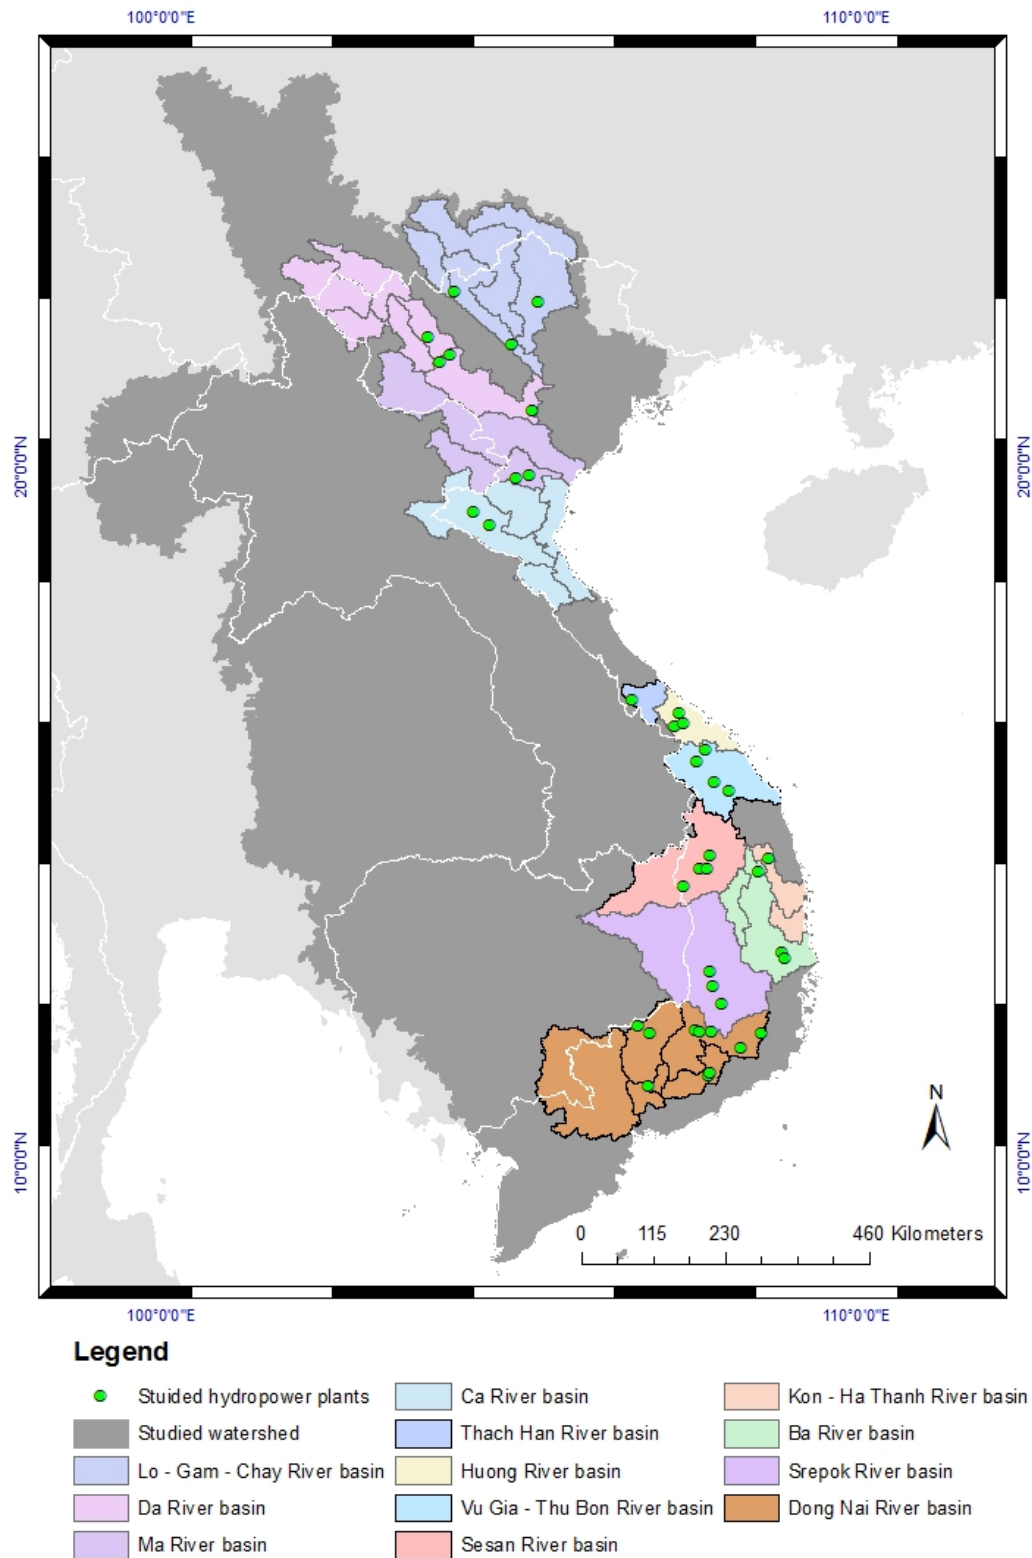 100°0'0"E 110°0'0"E
20°0'0"N 20°0'0"N
N
10°0'0"N 10°0'0"N
0 115 230 460 Kilometers
100°0'0"E 110°0'0"E
Legend
Stuided hydropower plants
Studied watershed
Lo - Gam - Chay River basin
Da River basin
Ma River basin
Ca River basin
Thach Han River basin
Huong River basin
Vu Gia - Thu Bon River basin
Sesan River basin
Kon - Ha Thanh River basin
Ba River basin
Srepok River basin
Dong Nai River basin